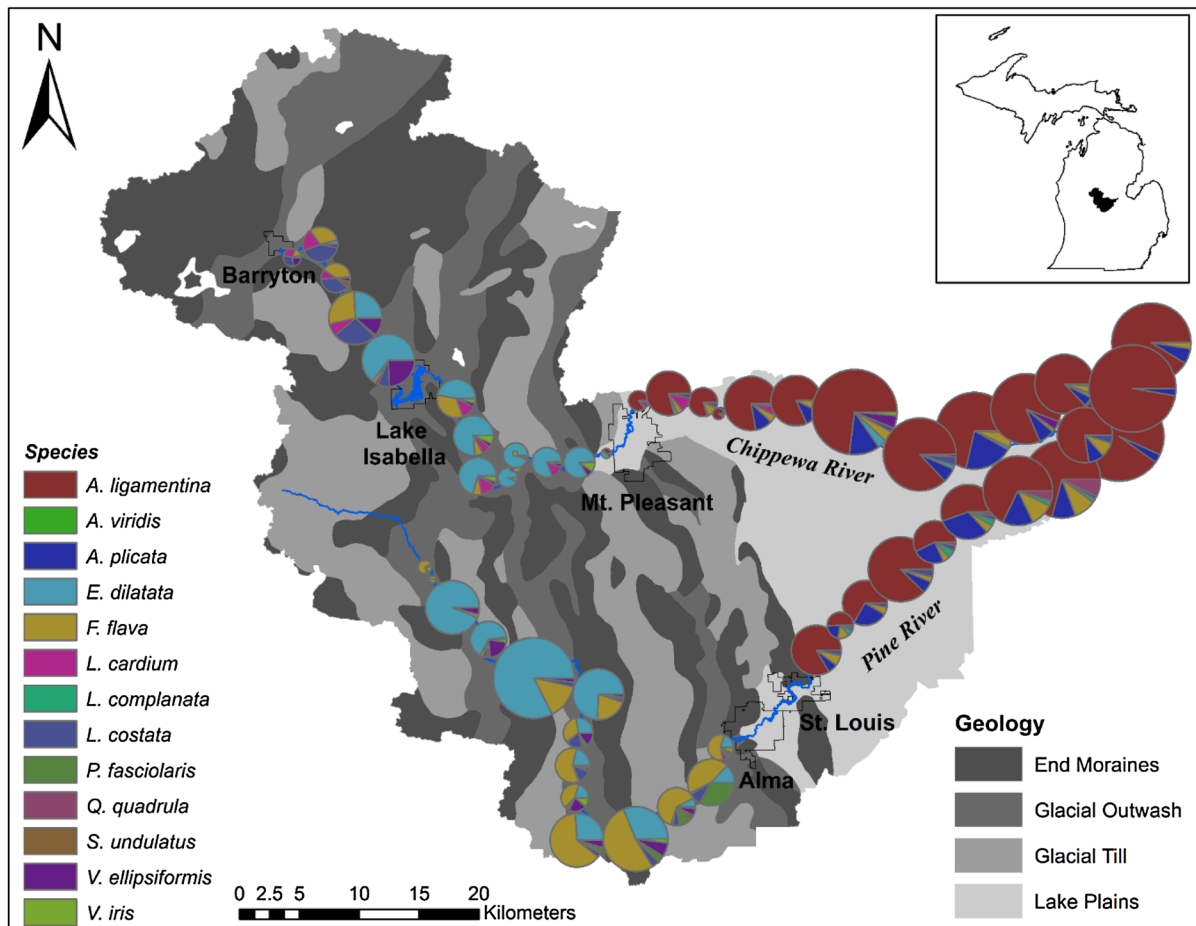 N
Barryton
Lake
Isabella
Mt. Pleasant
Chippewa River
Pine River
St. Louis
Alma
Species
A. ligamentina
A. viridis
A. plicata
E. dilatata
F. flava
L. cardium
L. complanata
L. costata
P. fasciolaris
Q. quadrula
S. undulatus
V. ellipsiformis
V. iris
0 2.5 5 10 15 20
Kilometers
Geology
End Moraines
Glacial Outwash
Glacial Till
Lake Plains